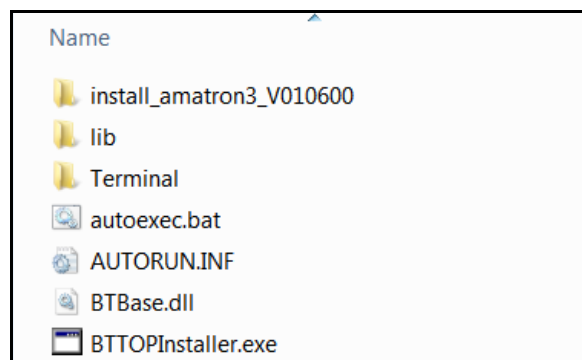 Name
install_amatron3_V010600
lib
Terminal
autoexec.bat
AUTORUN.INF
BTBase.dll
BTTOPInstaller.exe